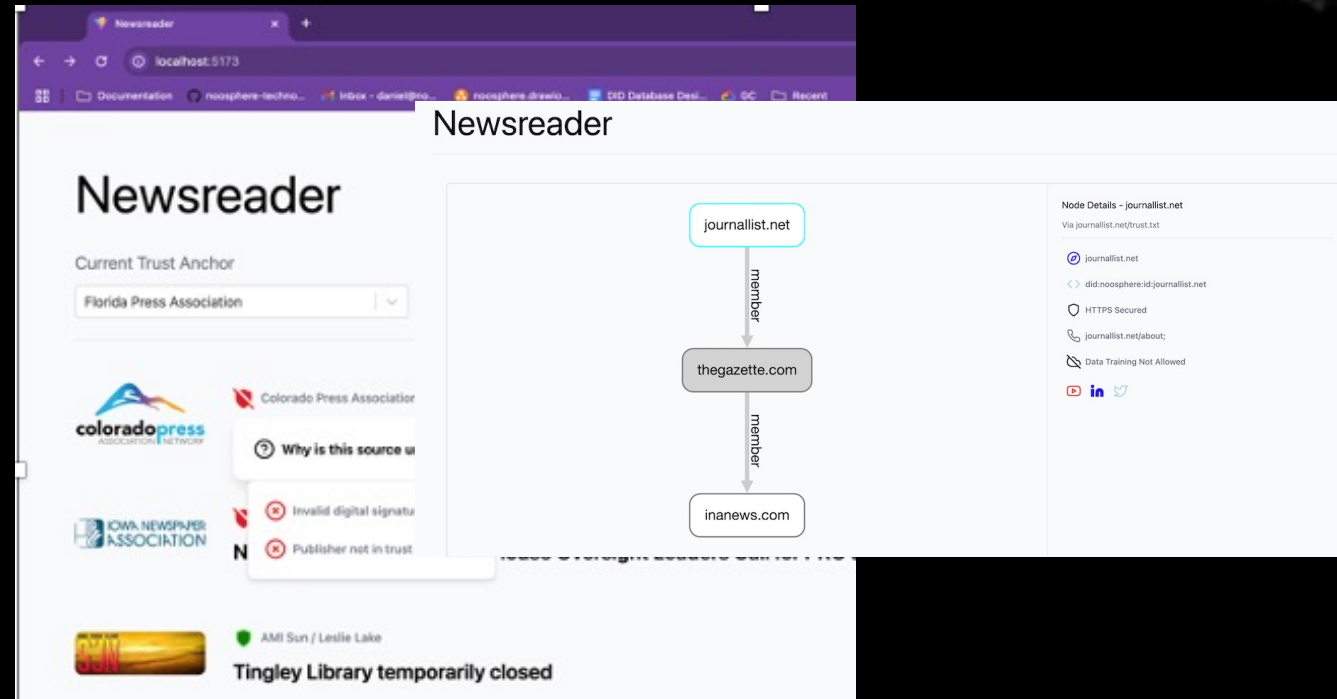 Newsreader
localhost:5173
Documentation
noosphere-techno...
Inbox - daniel@no...
noosphere.drawio...
DID Database Desi...
GC
Recent
Newsreader
Current Trust Anchor
Florida Press Association
coloradopress
ASSOCIATION NETWORK
Colorado Press Association
Why is this source
IOWA NEWSPAPER
ASSOCIATION
Invalid digital
Publisher not in trust
N
AMI Sun / Leslie Lake
Tingley Library temporarily closed
Newsreader
journallist.net
member
thegazette.com
member
inanews.com
Node Details - journallist.net
Via journallist.net/trust.txt
journallist.net
did:noosphere:id:journallist.net
HTTPS Secured
journallist.net/about;
Data Training Not Allowed
in